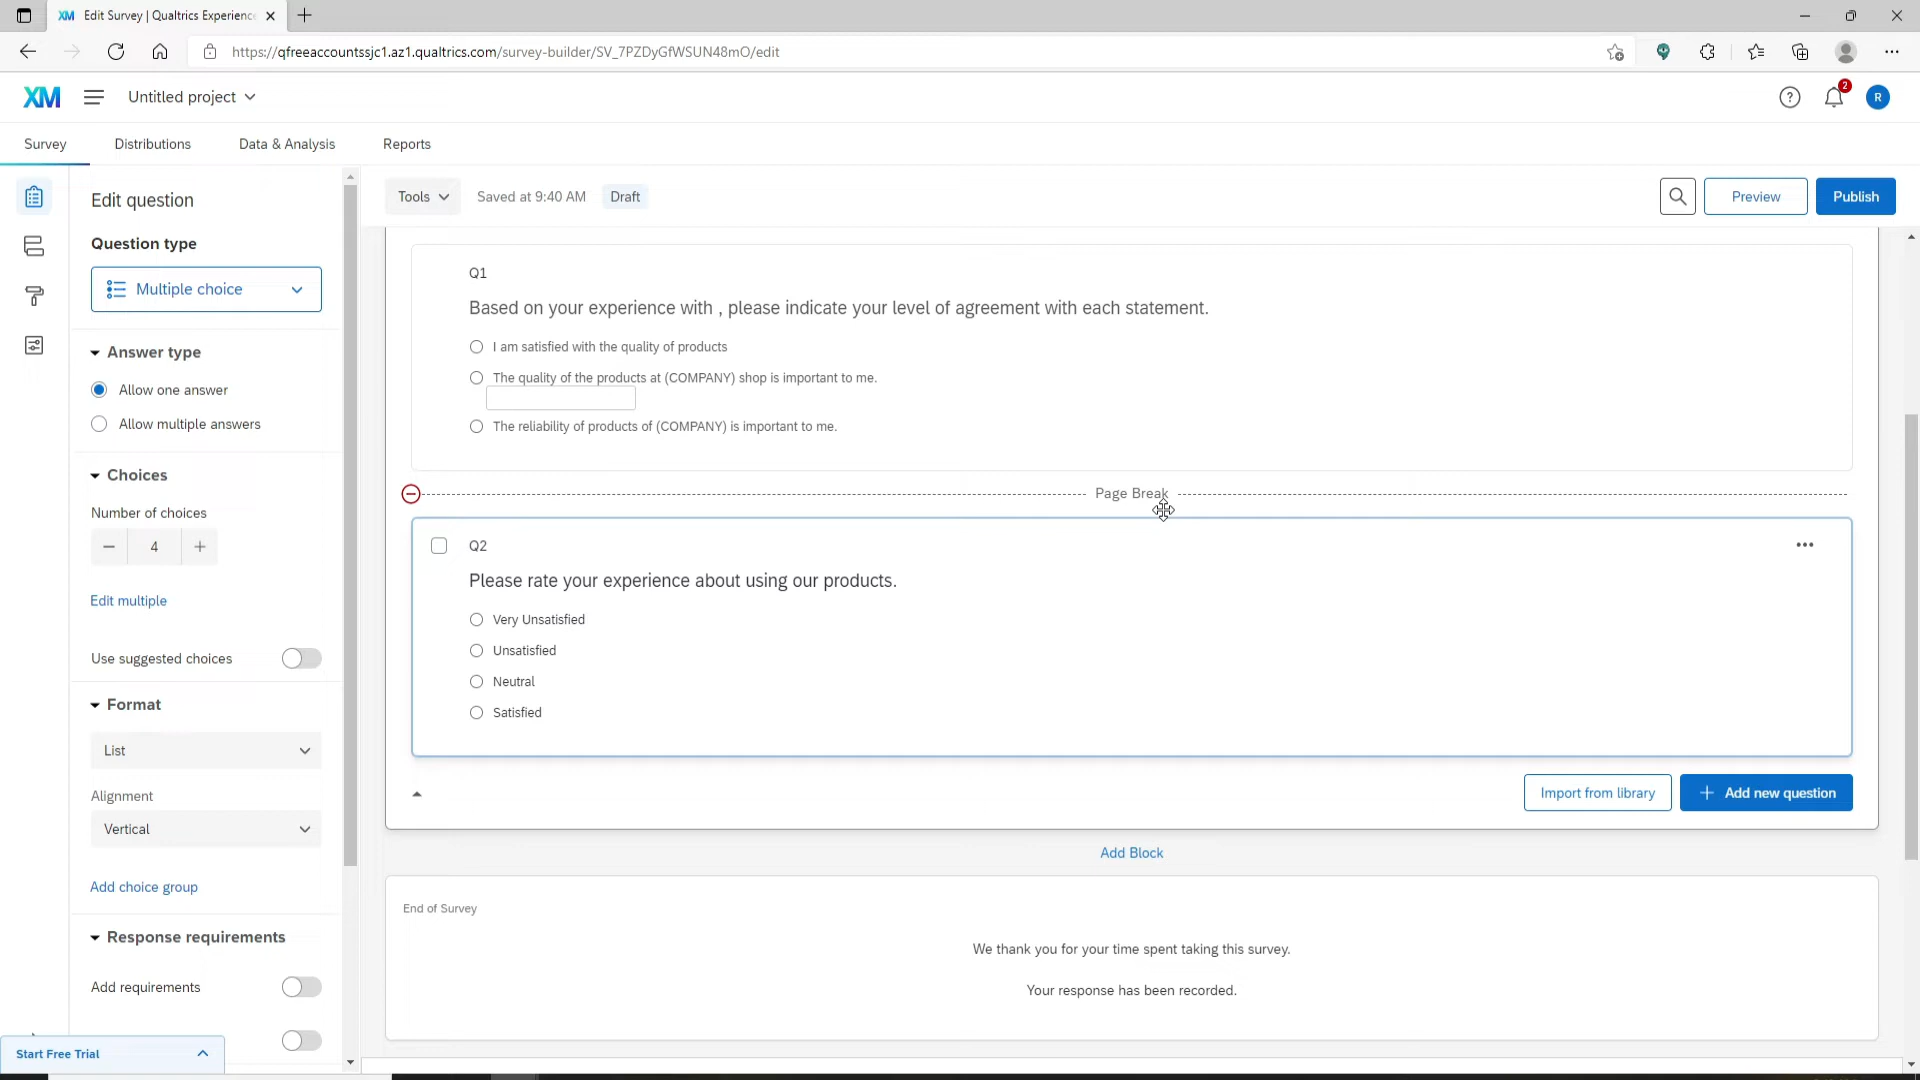 Edit Survey | Qualtrics Experience
https://qfreeaccountssjc1.az1.qualtrics.com/survey-builder/SV_7PZDyGfWSUN48mO/edit
XM
Untitled project
2
R
Survey
Distributions
Data & Analysis
Reports
Edit question
Question type
Multiple choice
Answer type
Allow one answer
Allow multiple answers
Choices
Number of choices
4
Edit multiple
Use suggested choices
Format
List
Alignment
Vertical
Add choice group
Response requirements
Add requirements
Start Free Trial
Tools
Saved at 9:40 AM
Draft
Preview
Publish
Q1
Based on your experience with , please indicate your level of agreement with each statement.
I am satisfied with the quality of products
The quality of the products at (COMPANY) shop is important to me.
The reliability of products of (COMPANY) is important to me.
Page Break
Q2
Please rate your experience about using our products.
Very Unsatisfied
Unsatisfied
Neutral
Satisfied
Import from library
Add new question
Add Block
End of Survey
We thank you for your time spent taking this survey.
Your response has been recorded.